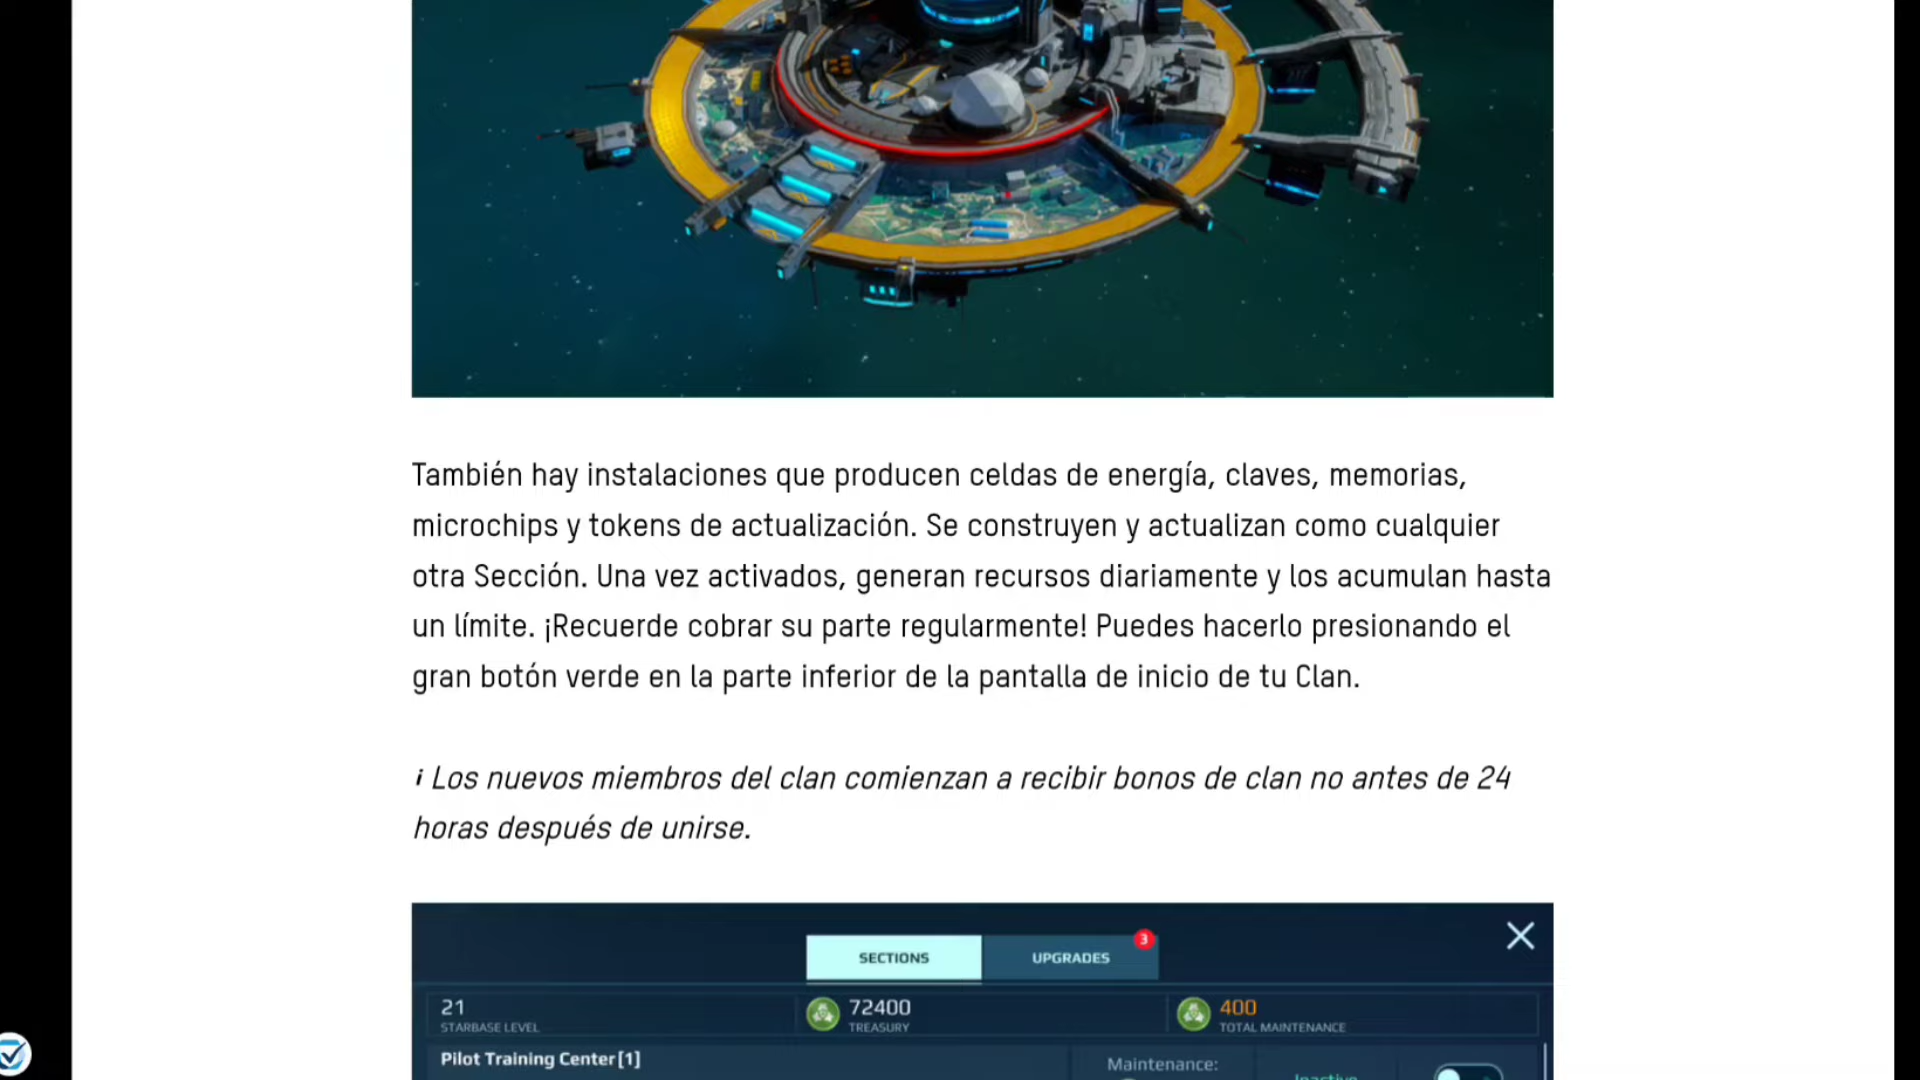 También hay instalaciones que producen celdas de energía, claves, memorias,
microchips y tokens de actualización. Se construyen y actualizan como cualquier
otra Sección. Una vez activados, generan recursos diariamente y los acumulan hasta
un límite. ¡Recuerde cobrar su parte regularmente! Puedes hacerlo presionando el
gran botón verde en la parte inferior de la pantalla de inicio de tu Clan.
¡ Los nuevos miembros del clan comienzan a recibir bonos de clan no antes de 24
horas después de unirse.
SECTIONS
UPGRADES
3
21
STARBASE LEVEL
72400
TREASURY
400
TOTAL MAINTENANCE
Pilot Training Center [1]
Maintenance:
Inactive